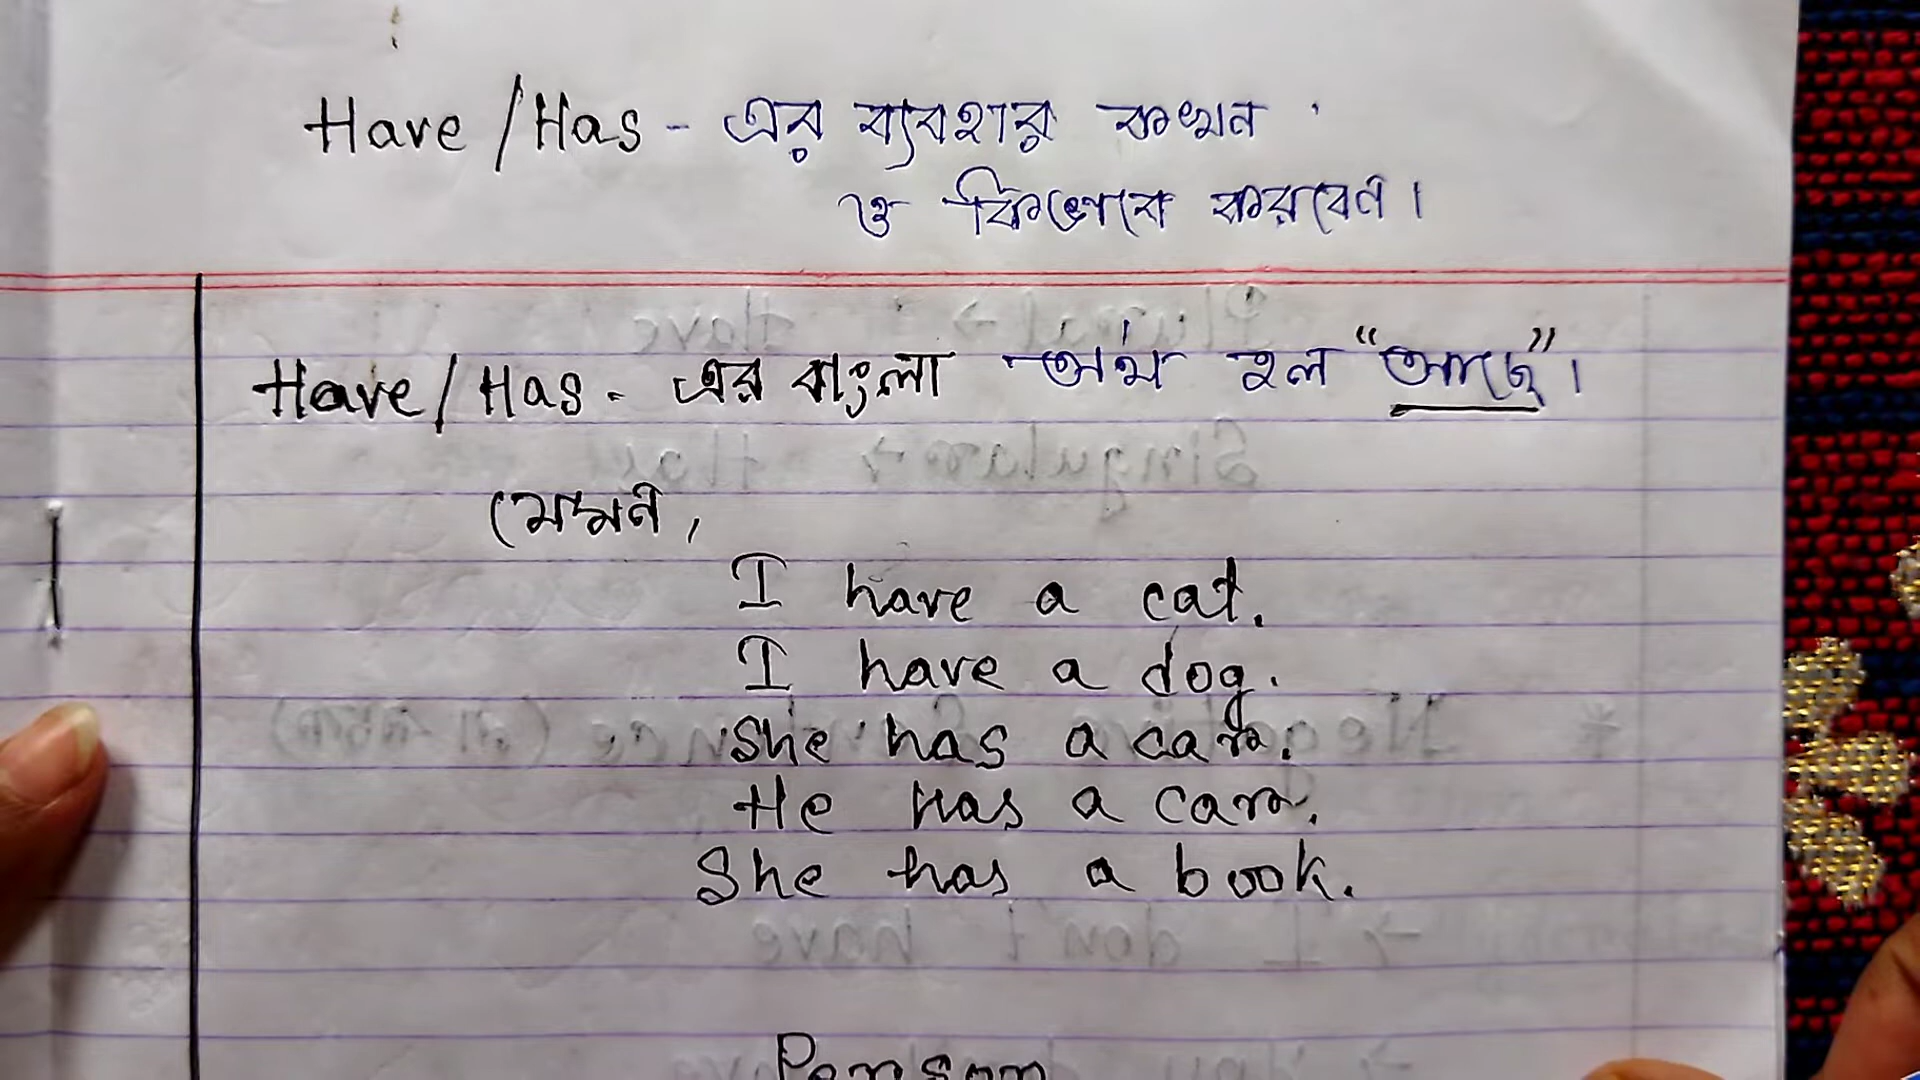 Have / Has - এর ব্যবহার কখন
ও কিভাবে করবেন।
Have / Has - এর বাংলা অর্থ হল "আছে"।
যেমন,
I have a cat.
I have a dog.
She has a car.
He has a car.
She has a book.
Person